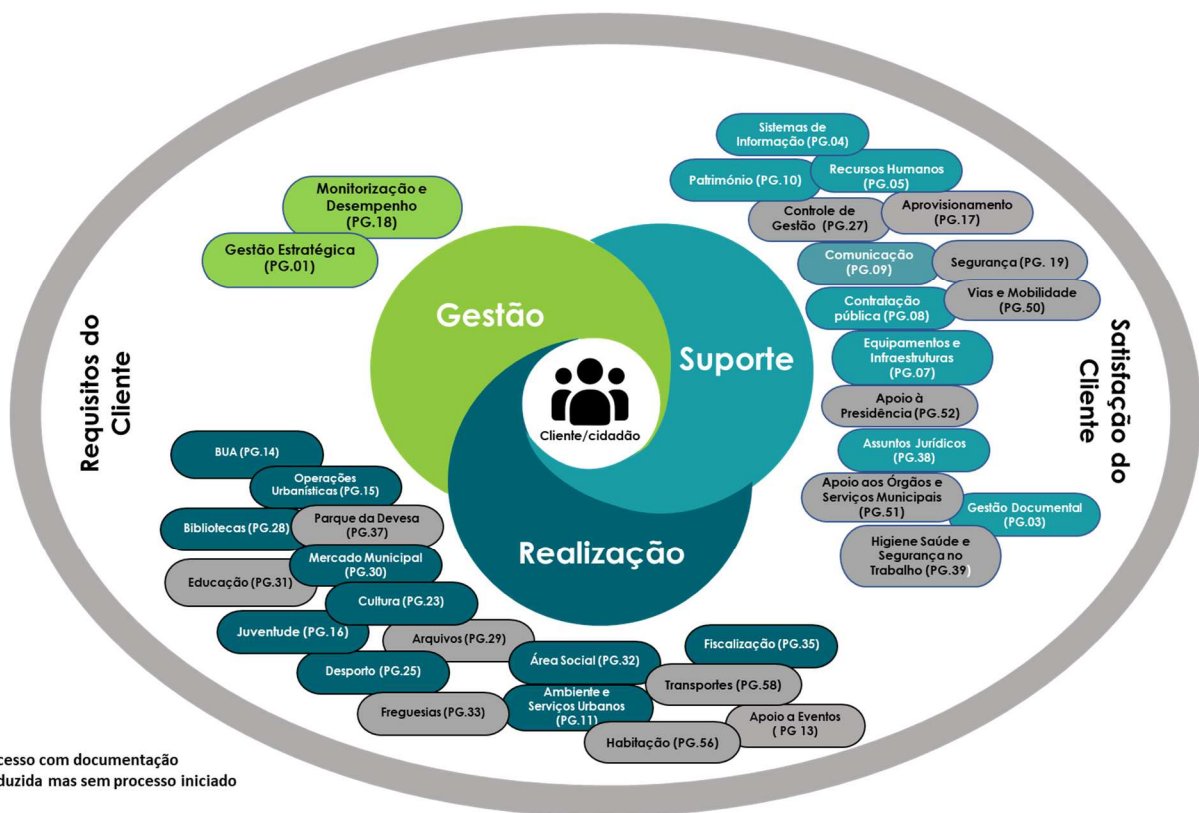 Requisitos do
Cliente
Satisfação do
Cliente
Gestão
Suporte
Realização
Cliente/cidadão
Monitorização e
Desempenho
(PG.18)
Gestão Estratégica
(PG.01)
Sistemas de
Informação (PG.04)
Património (PG.10)
Recursos Humanos
(PG.05)
Controle de
Gestão (PG.27)
Aprovisionamento
(PG.17)
Comunicação
(PG.09)
Segurança (PG. 19)
Contratação
pública (PG.08)
Vias e Mobilidade
(PG.50)
Equipamentos e
Infraestruturas
(PG.07)
Apoio à
Presidência (PG.52)
Assuntos Jurídicos
(PG.38)
Apoio aos Órgãos e
Serviços Municipais
(PG.51)
Gestão Documental
(PG.03)
Higiene Saúde e
Segurança no
Trabalho (PG.39)
BUA (PG.14)
Operações
Urbanísticas (PG.15)
Bibliotecas (PG.28)
Parque da Devesa
(PG.37)
Mercado Municipal
(PG.30)
Educação (PG.31)
Cultura (PG.23)
Juventude (PG.16)
Arquivos (PG.29)
Desporto (PG.25)
Área Social (PG.32)
Fiscalização (PG.35)
Transportes (PG.58)
Ambiente e
Serviços Urbanos
(PG.11)
Freguesias (PG.33)
Apoio a Eventos
( PG 13)
Habitação (PG.56)
cesso com documentação
duzida mas sem processo iniciado